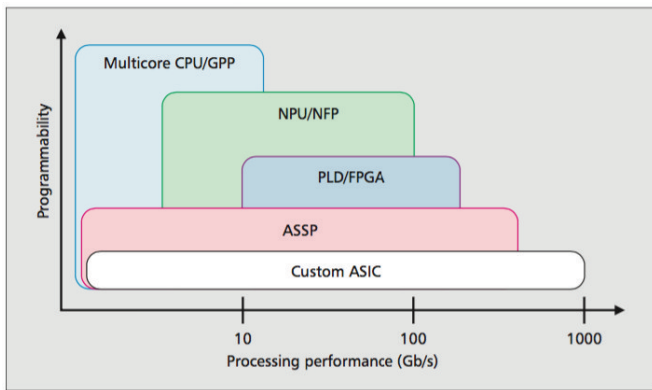 Programmability
Multicore CPU/GPP
NPU/NFP
PLD/FPGA
ASSP
Custom ASIC
10
100
1000
Processing performance (Gb/s)